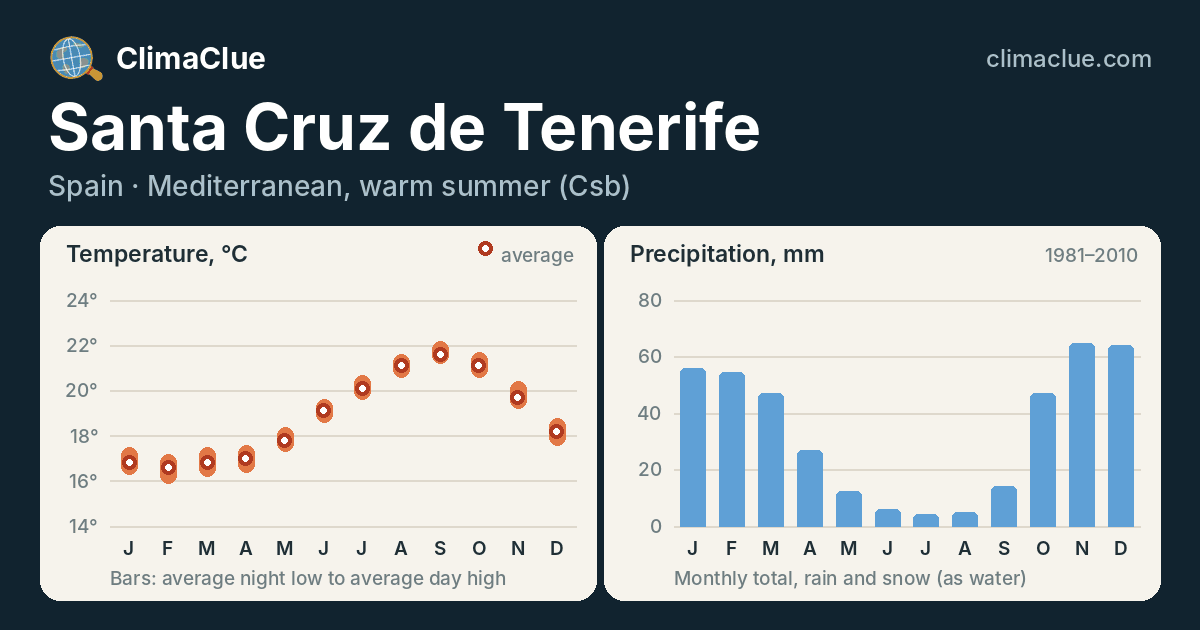 ClimaClue
climaclue.com
Santa Cruz de Tenerife
Spain · Mediterranean, warm summer (Csb)
Temperature, °C
average
24°
22°
20°
18°
16°
14°
J F M A M J J A S O N D
Bars: average night low to average day high
Precipitation, mm
1981–2010
80
60
40
20
0
J F M A M J J A S O N D
Monthly total, rain and snow (as water)